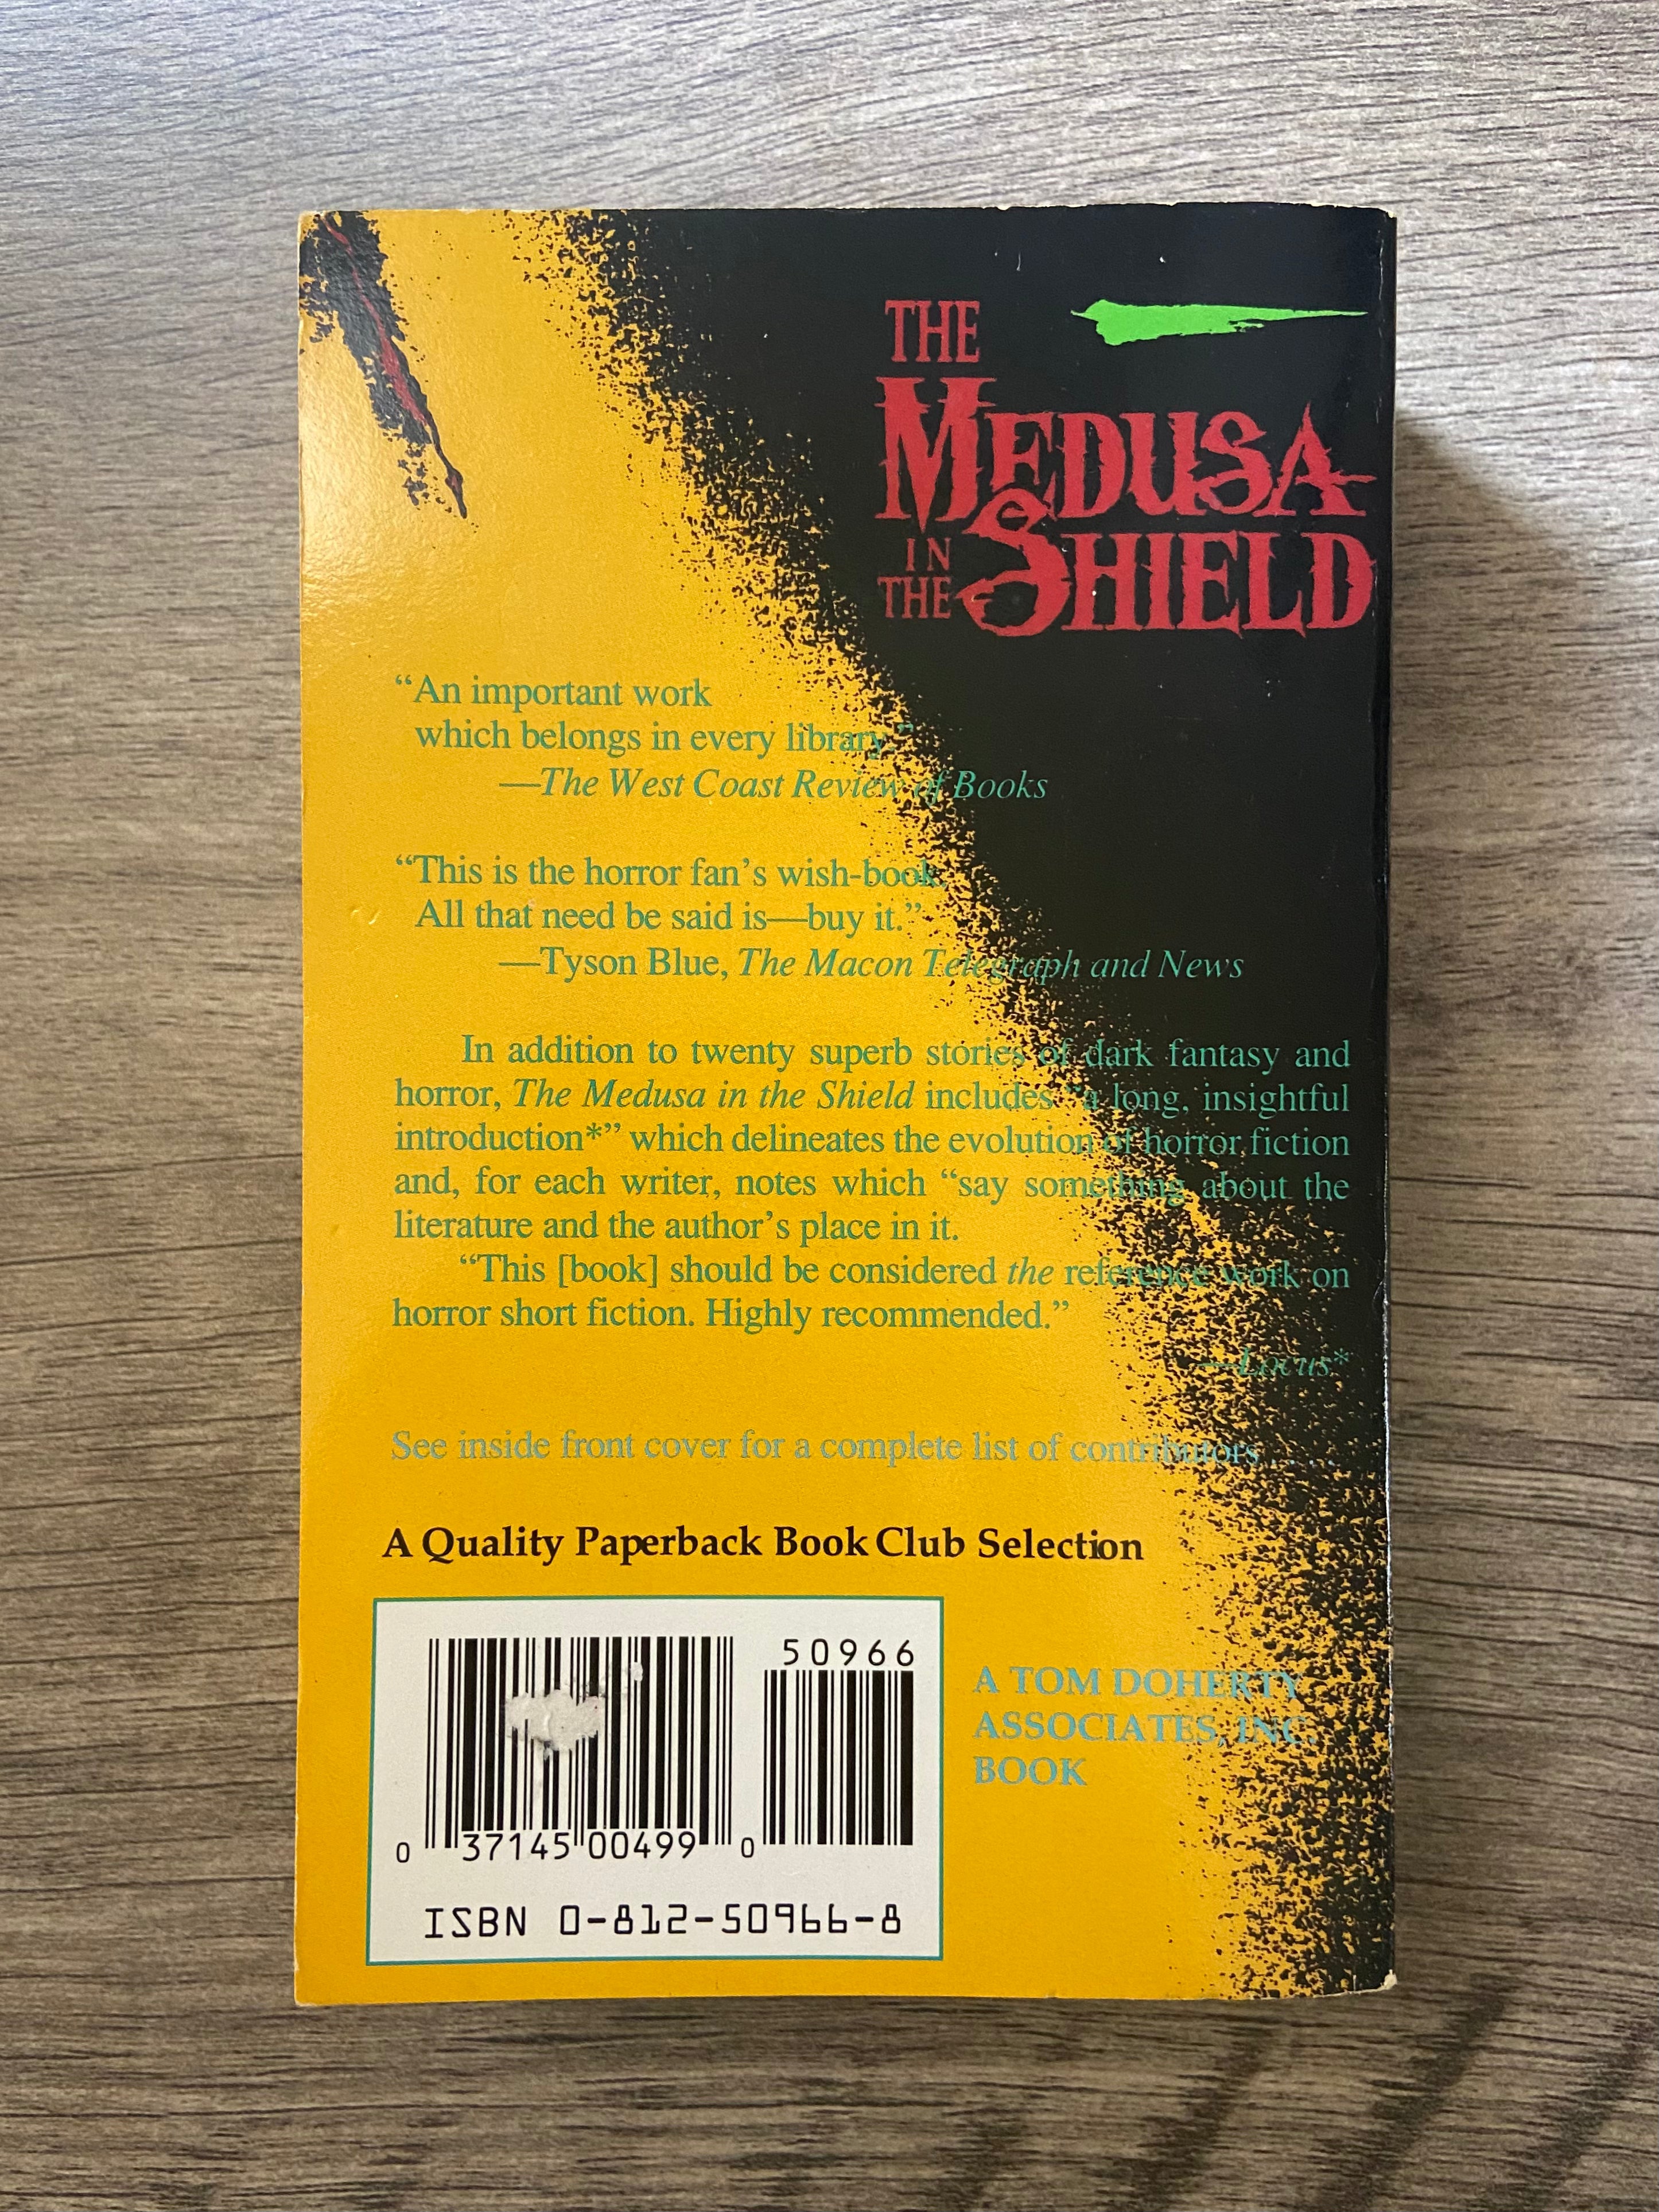 THE
MEDUSA
IN
THE SHIELD
“An important work
which belongs in every library.”
—The West Coast Review of Books
“This is the horror fan’s wish-book.
All that need be said is—buy it.”
—Tyson Blue, The Macon Telegraph and News
In addition to twenty superb stories of dark fantasy and
horror, The Medusa in the Shield includes “a long, insightful
introduction*” which delineates the evolution of horror fiction
and, for each writer, notes which “say something about the
literature and the author’s place in it.
“This [book] should be considered the reference work on
horror short fiction. Highly recommended.”
—Locus*
See inside front cover for a complete list of contributors . . . .
A Quality Paperback Book Club Selection
50966
0 37145 00499 0
ISBN 0-812-50966-8
A TOM DOHERTY
ASSOCIATES, INC.
BOOK